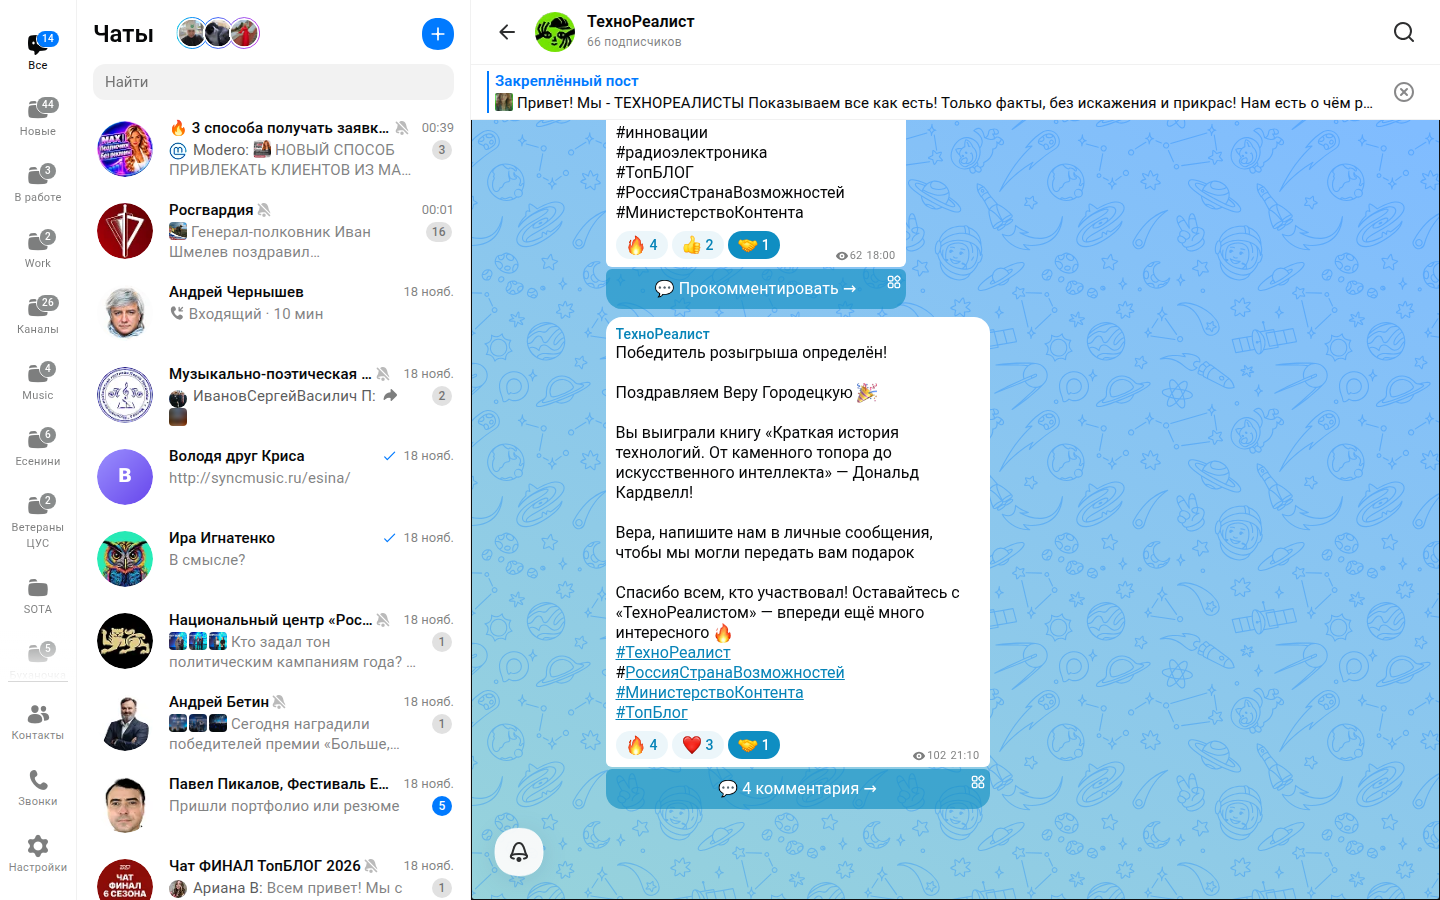 14
Все
44
Новые
3
В работе
2
Work
26
Каналы
4
Music
6
Есенини
2
Ветераны
ЦУС
SOTA
5
Контакты
Звонки
Настройки
Чаты
Найти
🔥 3 способа получать заявк... 00:39
Modero: НОВЫЙ СПОСОБ 3
ПРИВЛЕКАТЬ КЛИЕНТОВ ИЗ МА...
Росгвардия 00:01
Генерал-полковник Иван 16
Шмелев поздравил...
Андрей Чернышев 18 нояб.
Входящий · 10 мин
Музыкально-поэтическая ... 18 нояб.
ИвановСергейВасилич П: 2
Володя друг Криса 18 нояб.
В
http://syncmusic.ru/esina/
Ира Игнатенко 18 нояб.
В смысле?
Национальный центр «Рос... 18 нояб.
Кто задал тон 1
политическим кампаниям года? ...
Андрей Бетин 18 нояб.
Сегодня наградили 1
победителей премии «Больше,...
Павел Пикалов, Фестиваль Е... 18 нояб.
Пришли портфолио или резюме 5
Чат ФИНАЛ ТопБЛОГ 2026 18 нояб.
Ариана В: Всем привет! Мы с 1
ЧАТ
ФИНАЛ
6 СЕЗОНА
ТехноРеалист
66 подписчиков
Закреплённый пост
Привет! Мы - ТЕХНОРЕАЛИСТЫ Показываем все как есть! Только факты, без искажения и прикрас! Нам есть о чём р...
#инновации
#радиоэлектроника
#ТопБЛОГ
#РоссияСтранаВозможностей
#МинистерствоКонтента
🔥 4 👍 2 🤝 1
62 18:00
💬 Прокомментировать →
ТехноРеалист
Победитель розыгрыша определён!
Поздравляем Веру Городецкую 🎉
Вы выиграли книгу «Краткая история
технологий. От каменного топора до
искусственного интеллекта» — Дональд
Кардвелл!
Вера, напишите нам в личные сообщения,
чтобы мы могли передать вам подарок
Спасибо всем, кто участвовал! Оставайтесь с
«ТехноРеалистом» — впереди ещё много
интересного 🔥
#ТехноРеалист
#РоссияСтранаВозможностей
#МинистерствоКонтента
#ТопБлог
🔥 4 ❤️ 3 🤝 1
102 21:10
💬 4 комментария →